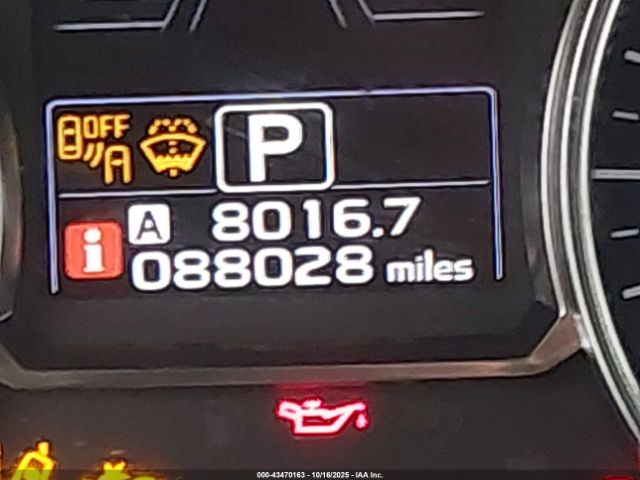 OFF
P
A 8016.7
i 088028 miles
000-43470163 - 10/16/2025 - IAA Inc.